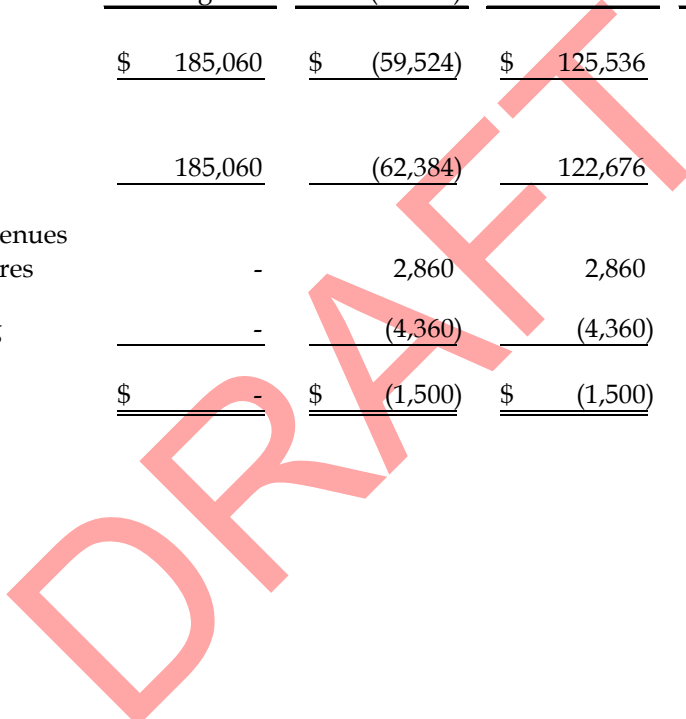 $ 185,060 $ (59,524) $ 125,536
185,060 (62,384) 122,676
enues
res - 2,860 2,860
- (4,360) (4,360)
$ - $ (1,500) $ (1,500)
DRAFT